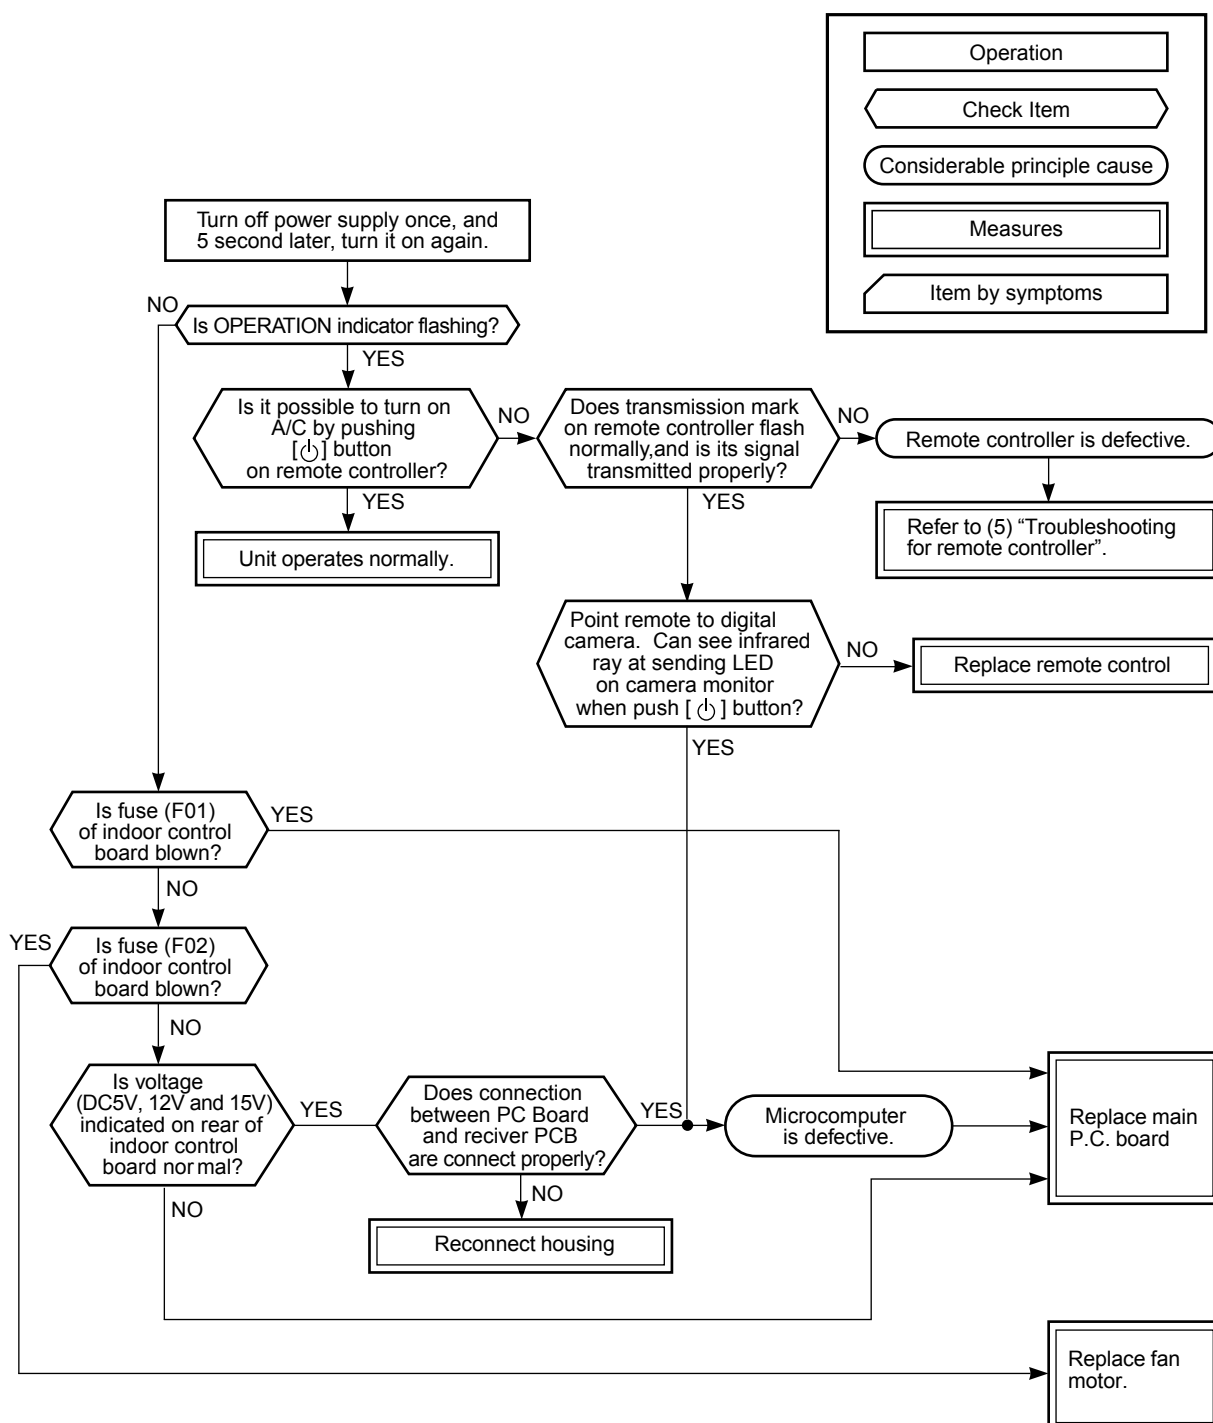 Operation
Check Item
Considerable principle cause
Measures
Item by symptoms
Turn off power supply once, and
5 second later, turn it on again.
NO
Is OPERATION indicator flashing?
YES
Is it possible to turn on
A/C by pushing
[⏻] button
on remote controller?
NO
Does transmission mark
on remote controller flash
normally,and is its signal
transmitted properly?
NO
Remote controller is defective.
YES
YES
Unit operates normally.
Refer to (5) “Troubleshooting
for remote controller”.
Point remote to digital
camera. Can see infrared
ray at sending LED
on camera monitor
when push [ ⏻ ] button?
NO
Replace remote control
YES
Is fuse (F01)
of indoor control
board blown?
YES
NO
YES
Is fuse (F02)
of indoor control
board blown?
NO
Is voltage
(DC5V, 12V and 15V)
indicated on rear of
indoor control
board normal?
YES
Does connection
between PC Board
and reciver PCB
are connect properly?
YES
Microcomputer
is defective.
Replace main
P.C. board
NO
NO
Reconnect housing
Replace fan
motor.